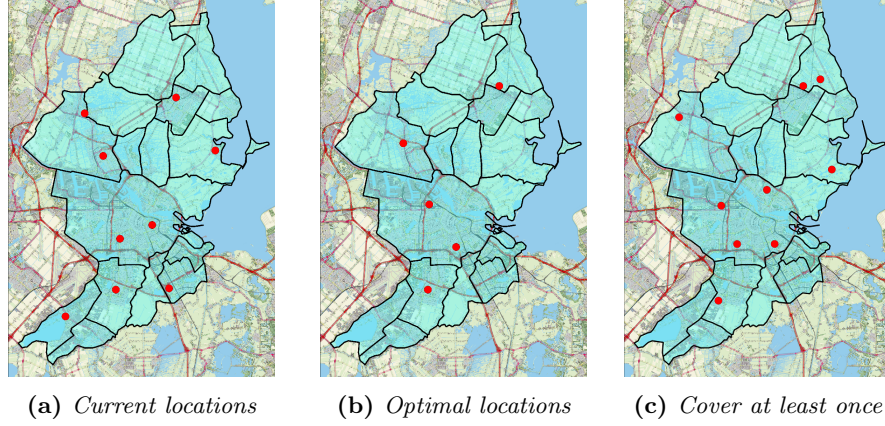 (a) Current locations
(b) Optimal locations
(c) Cover at least once